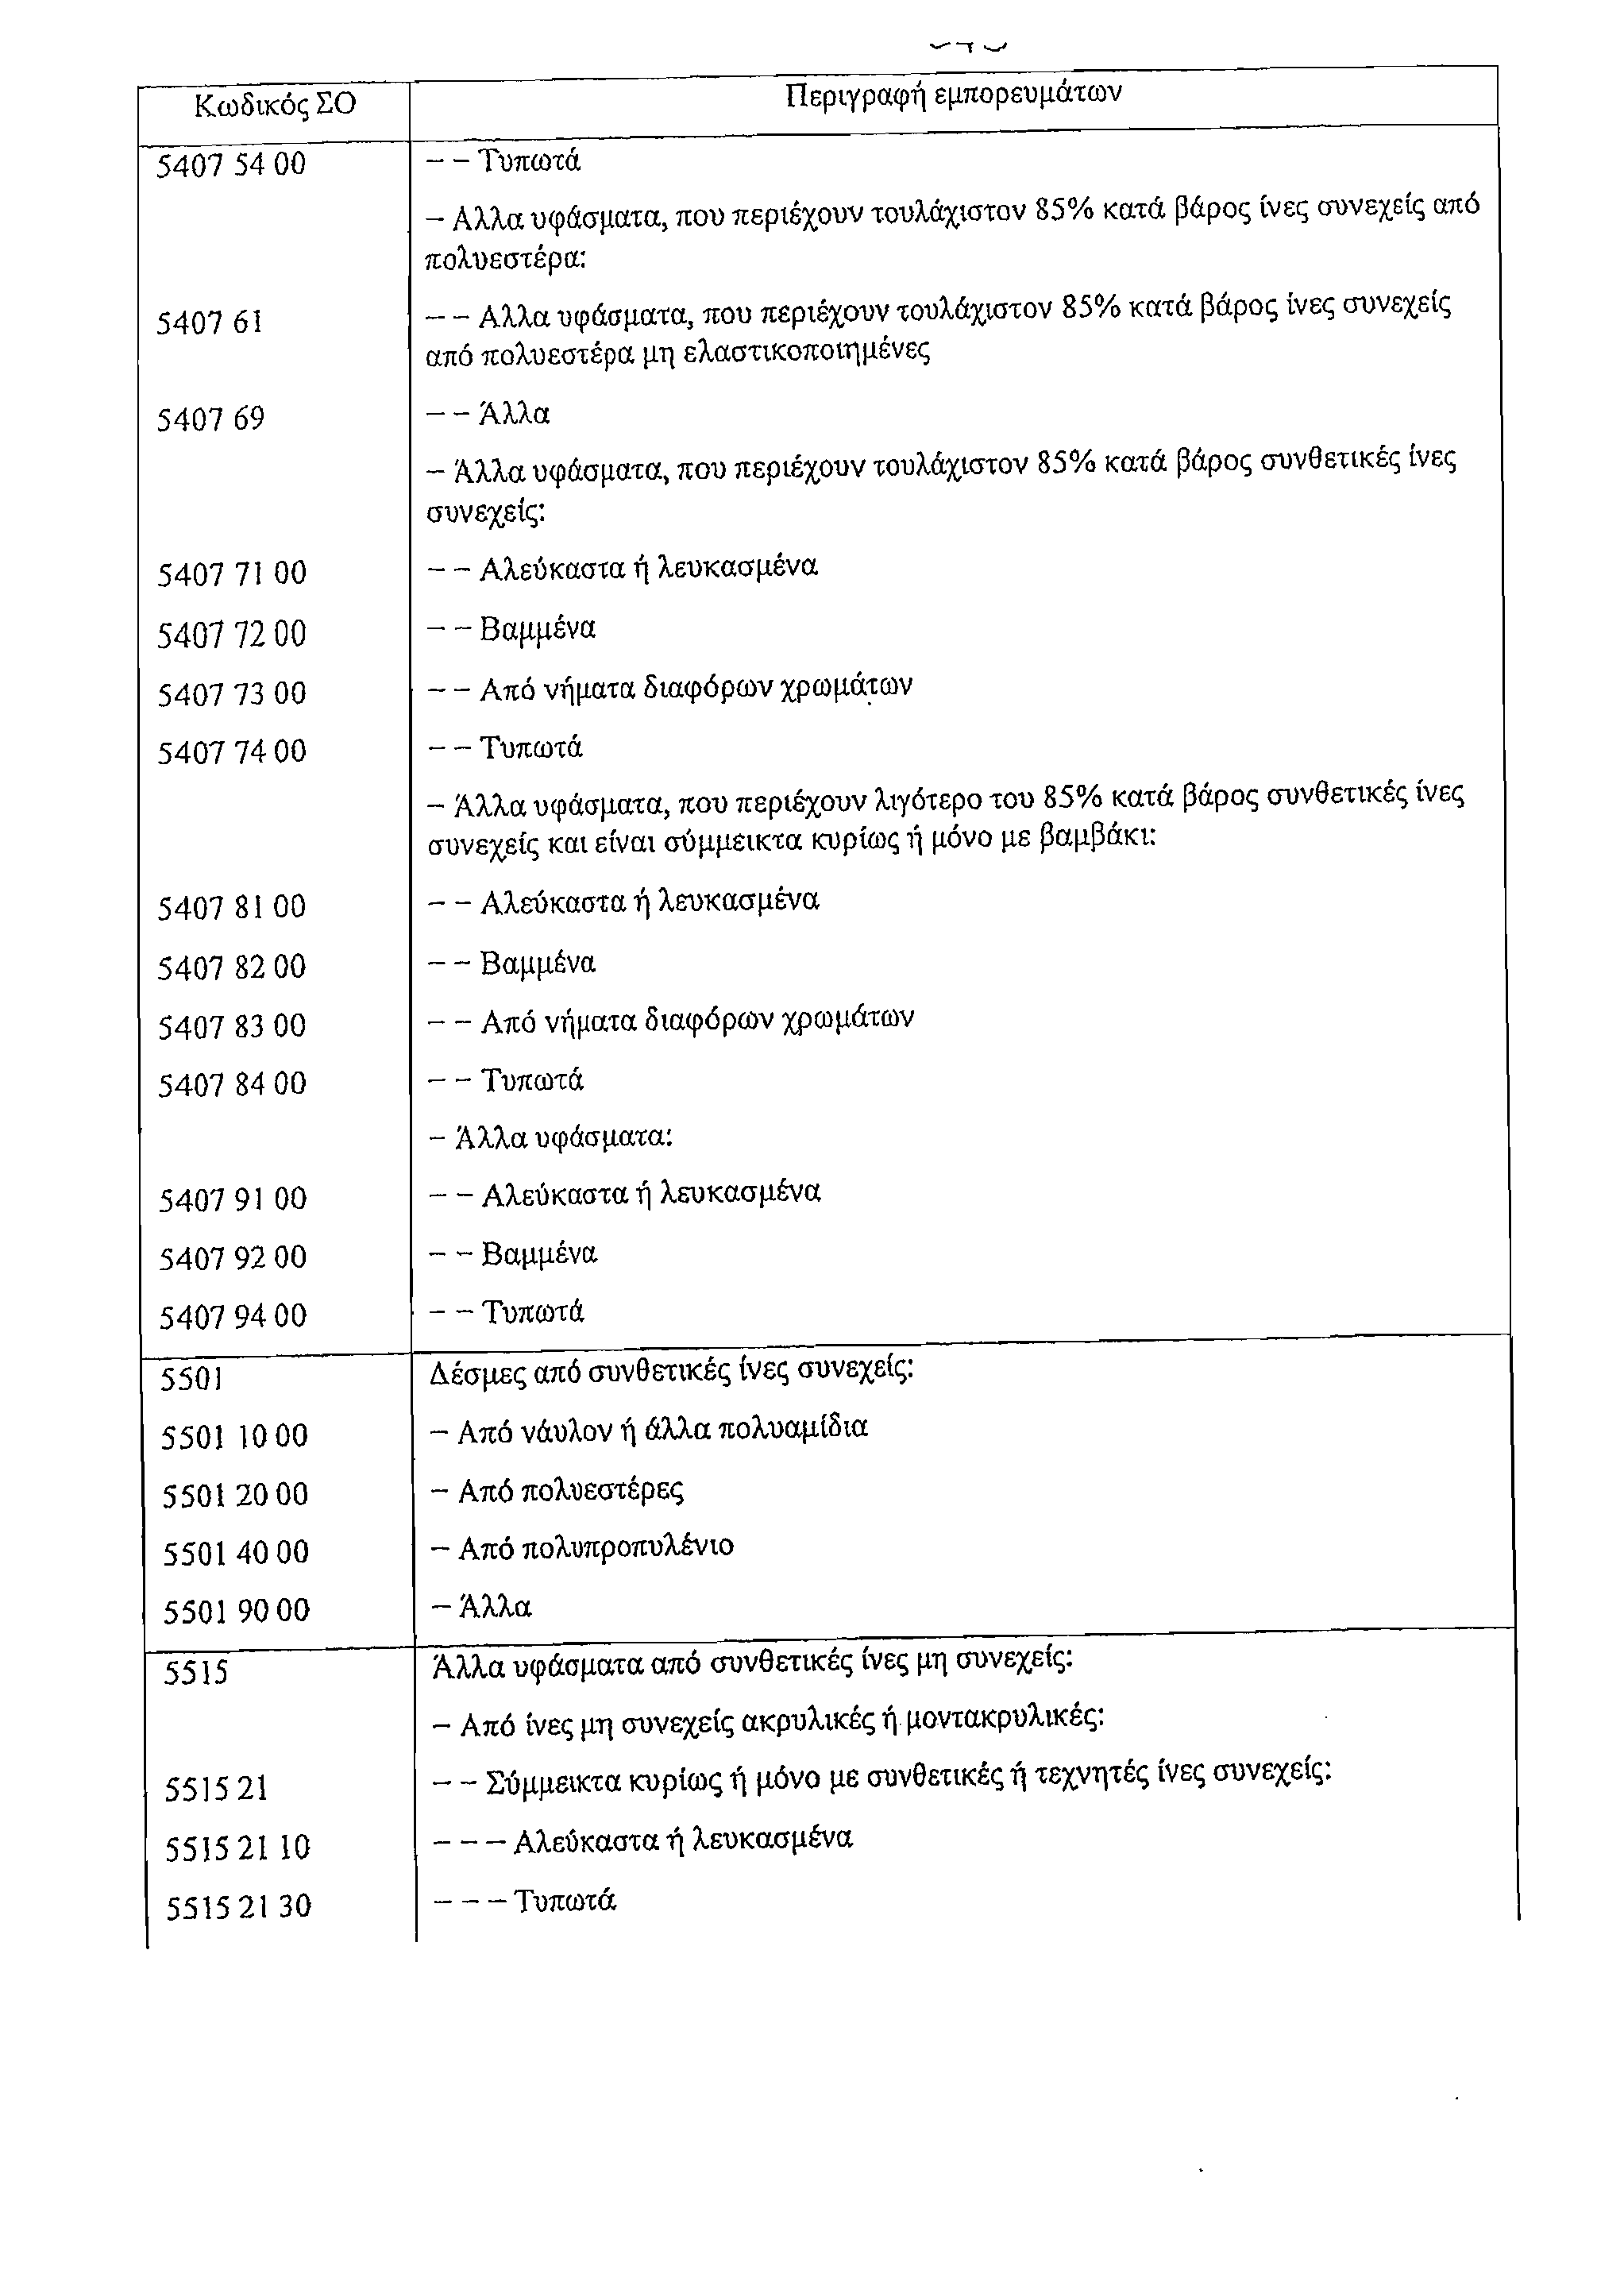 Κωδικός ΣΟ Περιγραφή εμπορευμάτων
5407 54 00 – – Τυπωτά
– Αλλα υφάσματα, που περιέχουν τουλάχιστον 85% κατά βάρος ίνες συνεχείς από
πολυεστέρα:
5407 61 – – Αλλα υφάσματα, που περιέχουν τουλάχιστον 85% κατά βάρος ίνες συνεχείς
από πολυεστέρα μη ελαστικοποιημένες
5407 69 – – Άλλα
– Άλλα υφάσματα, που περιέχουν τουλάχιστον 85% κατά βάρος συνθετικές ίνες
συνεχείς:
5407 71 00 – – Αλεύκαστα ή λευκασμένα
5407 72 00 – – Βαμμένα
5407 73 00 – – Από νήματα διαφόρων χρωμάτων
5407 74 00 – – Τυπωτά
– Άλλα υφάσματα, που περιέχουν λιγότερο του 85% κατά βάρος συνθετικές ίνες
συνεχείς και είναι σύμμεικτα κυρίως ή μόνο με βαμβάκι:
5407 81 00 – – Αλεύκαστα ή λευκασμένα
5407 82 00 – – Βαμμένα
5407 83 00 – – Από νήματα διαφόρων χρωμάτων
5407 84 00 – – Τυπωτά
– Άλλα υφάσματα:
5407 91 00 – – Αλεύκαστα ή λευκασμένα
5407 92 00 – – Βαμμένα
5407 94 00 – – Τυπωτά
5501 Δέσμες από συνθετικές ίνες συνεχείς:
5501 10 00 – Από νάυλον ή άλλα πολυαμίδια
5501 20 00 – Από πολυεστέρες
5501 40 00 – Από πολυπροπυλένιο
5501 90 00 – Άλλα
5515 Άλλα υφάσματα από συνθετικές ίνες μη συνεχείς:
– Από ίνες μη συνεχείς ακρυλικές ή μοντακρυλικές:
5515 21 – – Σύμμεικτα κυρίως ή μόνο με συνθετικές ή τεχνητές ίνες συνεχείς:
5515 21 10 – – – Αλεύκαστα ή λευκασμένα
5515 21 30 – – – Τυπωτά